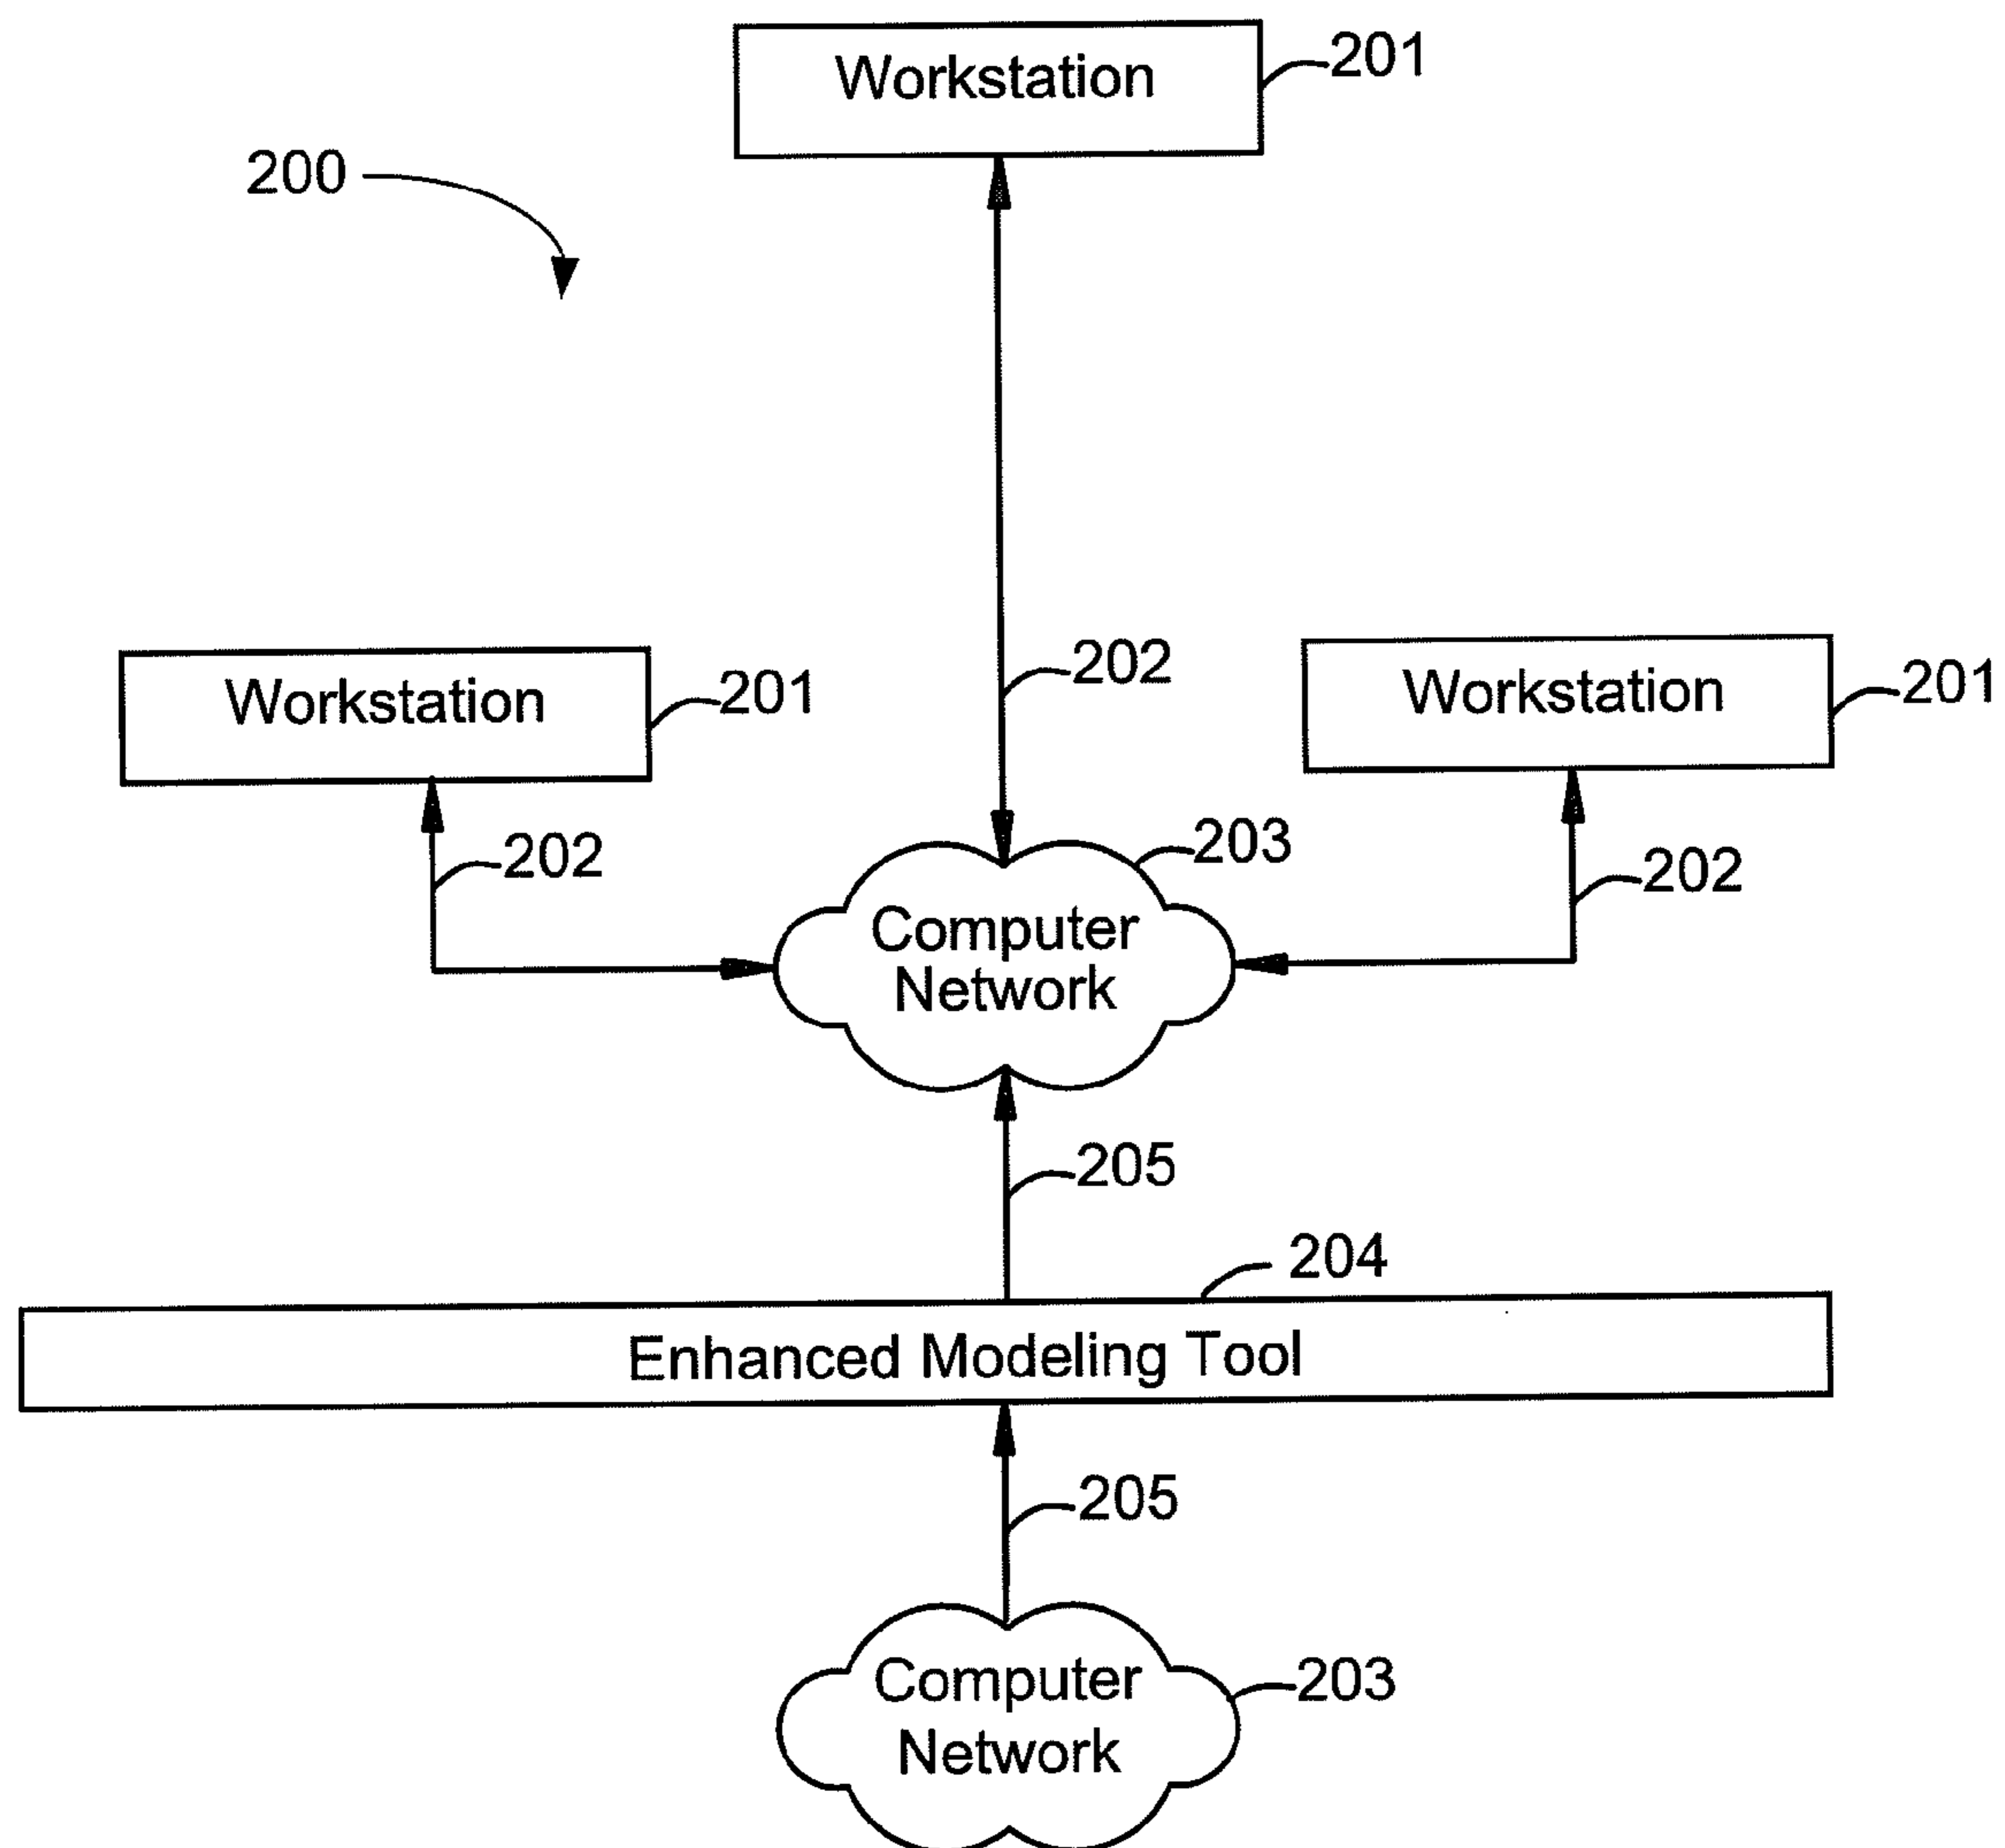 Workstation
201
200
Workstation
201
202
Workstation
201
202
203
202
Computer
Network
205
204
Enhanced Modeling Tool
205
Computer
Network
203